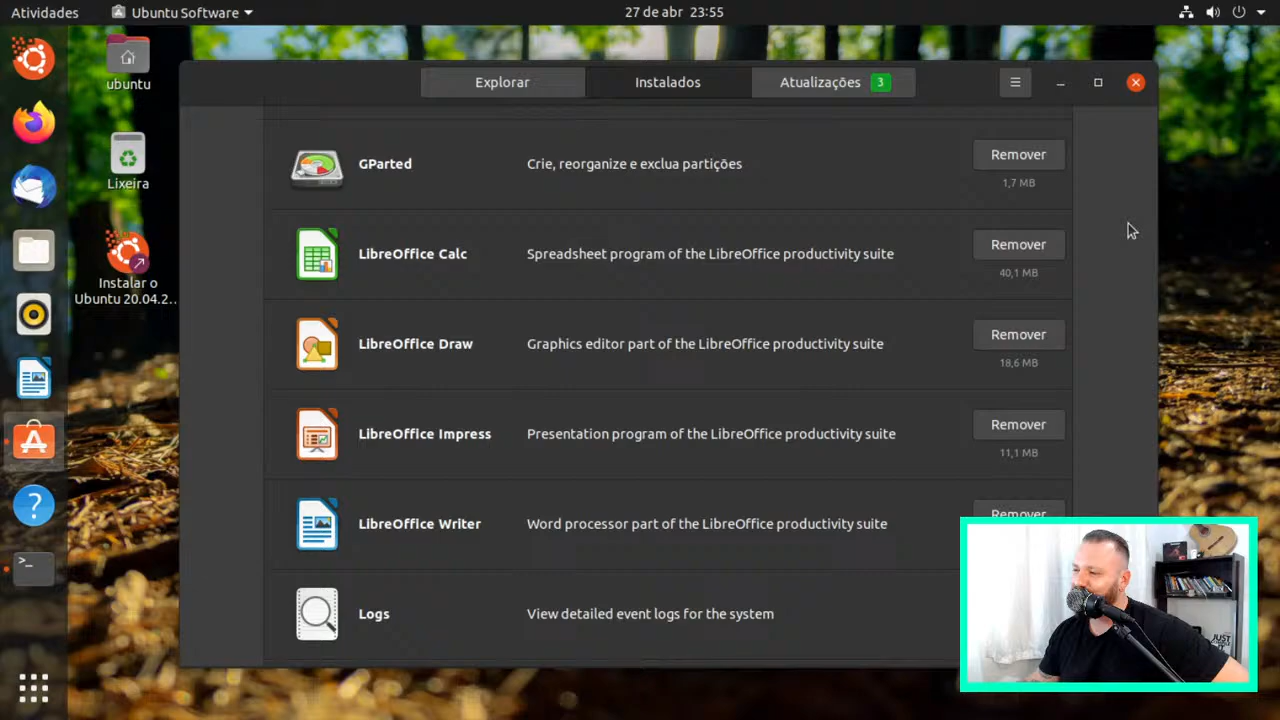 Atividades
Ubuntu Software
27 de abr 23:55
ubuntu
Lixeira
Instalar o
Ubuntu 20.04.2...
Explorar
Instalados
Atualizações 3
GParted
Crie, reorganize e exclua partições
Remover
1,7 MB
LibreOffice Calc
Spreadsheet program of the LibreOffice productivity suite
Remover
40,1 MB
LibreOffice Draw
Graphics editor part of the LibreOffice productivity suite
Remover
18,6 MB
LibreOffice Impress
Presentation program of the LibreOffice productivity suite
Remover
11,1 MB
LibreOffice Writer
Word processor part of the LibreOffice productivity suite
Remover
Logs
View detailed event logs for the system
JUST